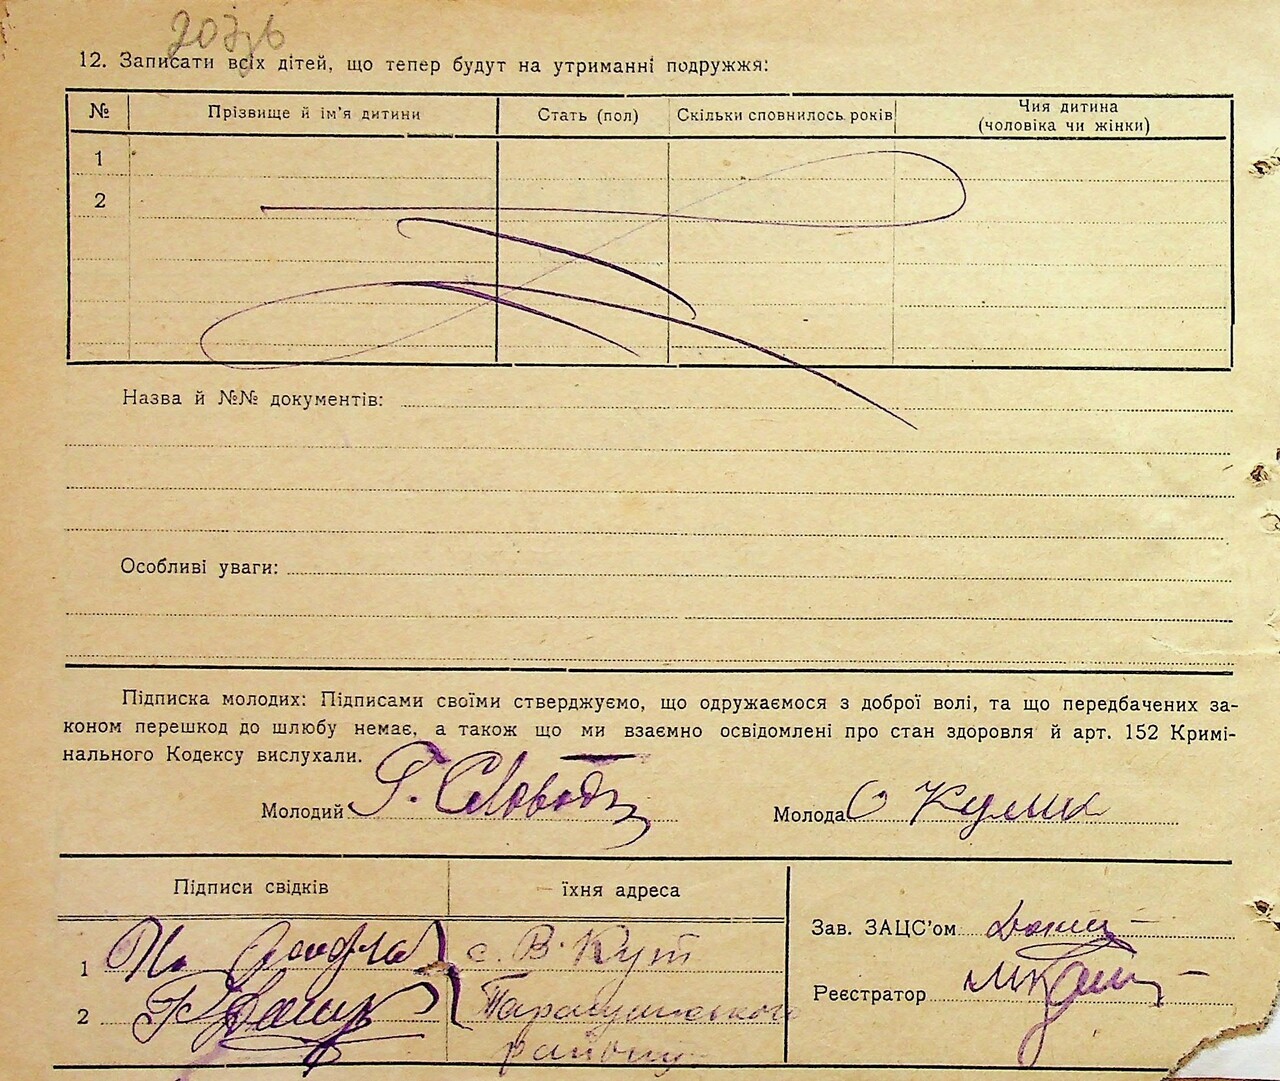 12. Записати всіх дітей, що тепер будут на утриманні подружжя:
№ Прізвище й ім'я дитини Стать (пол) Скільки сповнилось років Чия дитина (чоловіка чи жінки)
1
2
Назва й №№ документів:
Особливі уваги:
Підписка молодих: Підписами своїми стверджуємо, що одружаємося з доброї волі, та що передбачених за-
коном перешкод до шлюбу немає, а також що ми взаємно освідомлені про стан здоровля й арт. 152 Кримі-
нального Кодексу вислухали.
Молодий Молода О Кулик
Підписи свідків їхня адреса
Зав. ЗАЦС'ом
1 с. В. Кут
Реєстратор
2
району